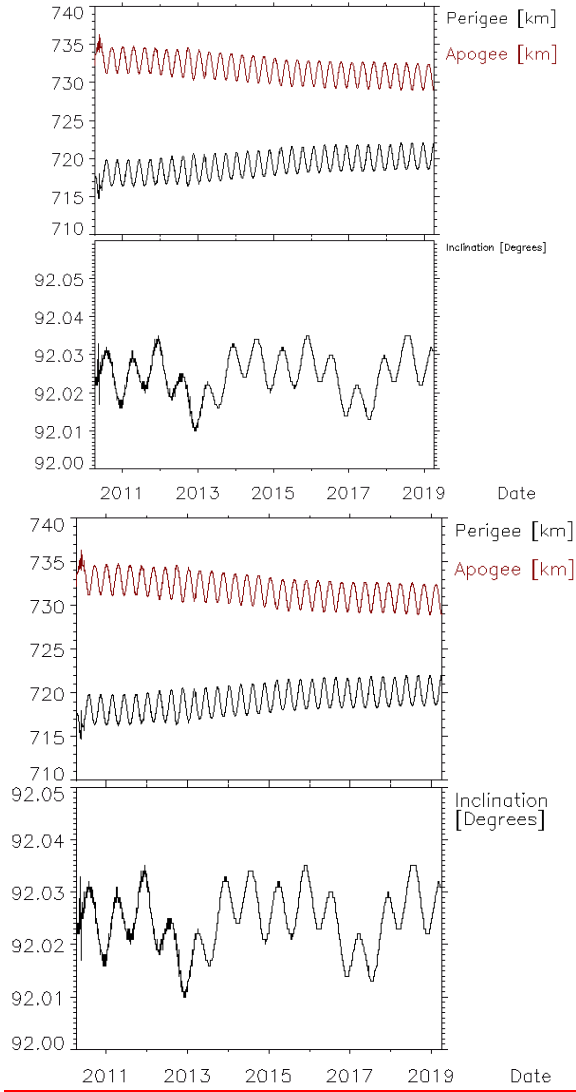 740
Perigee [km]
735
Apogee [km]
730
725
720
715
710
Inclination [Degrees]
92.05
92.04
92.03
92.02
92.01
92.00
2011 2013 2015 2017 2019 Date
740
Perigee [km]
735
Apogee [km]
730
725
720
715
710
92.05
Inclination
[Degrees]
92.04
92.03
92.02
92.01
92.00
2011 2013 2015 2017 2019 Date